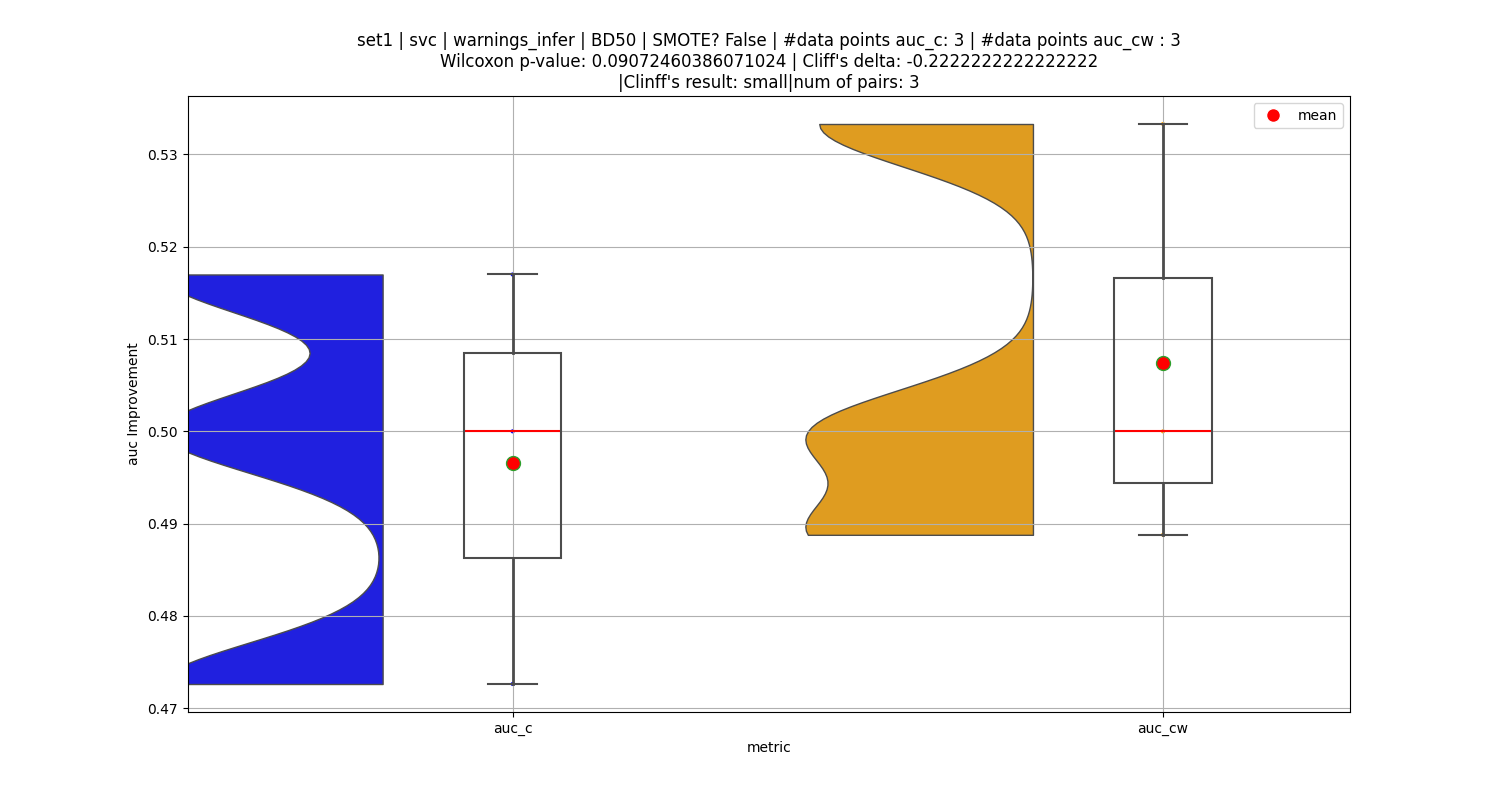 set1 | svc | warnings_infer | BD50 | SMOTE? False | #data points auc_c: 3 | #data points auc_cw : 3
Wilcoxon p-value: 0.09072460386071024 | Cliff's delta: -0.2222222222222222
|Clinff's result: small|num of pairs: 3
mean
0.53
0.52
0.51
0.50
0.49
0.48
0.47
auc Improvement
auc_c
auc_cw
metric